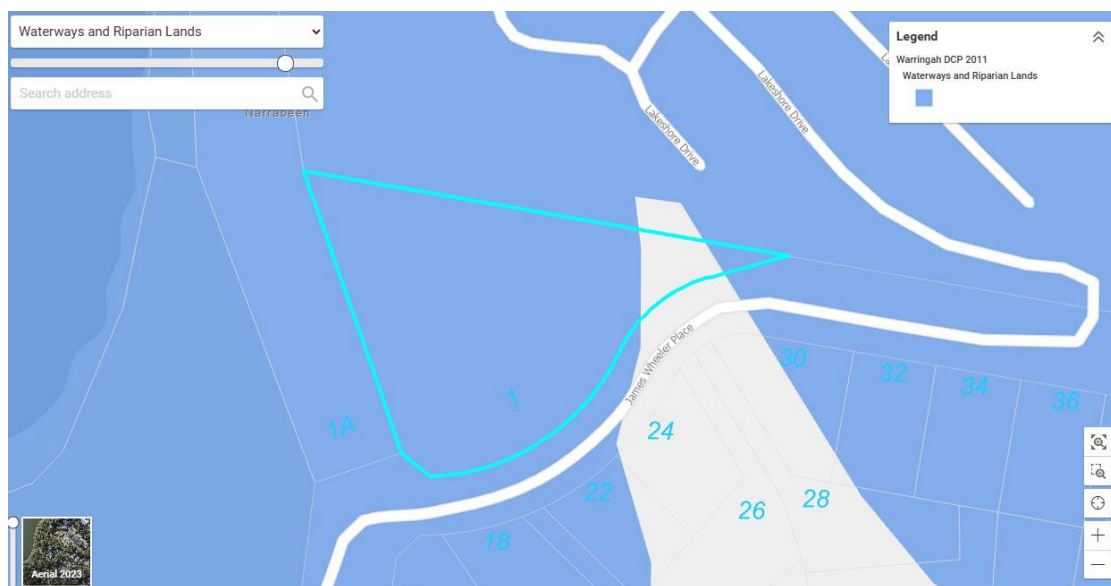 Waterways and Riparian Lands
Search address
Narrabeen
Legend
Warringah DCP 2011
Waterways and Riparian Lands
Lakeshore Drive
Lakeshore Drive
James Wheeler Place
1
1A
18
22
24
26
28
30
32
34
36
Aerial 2023